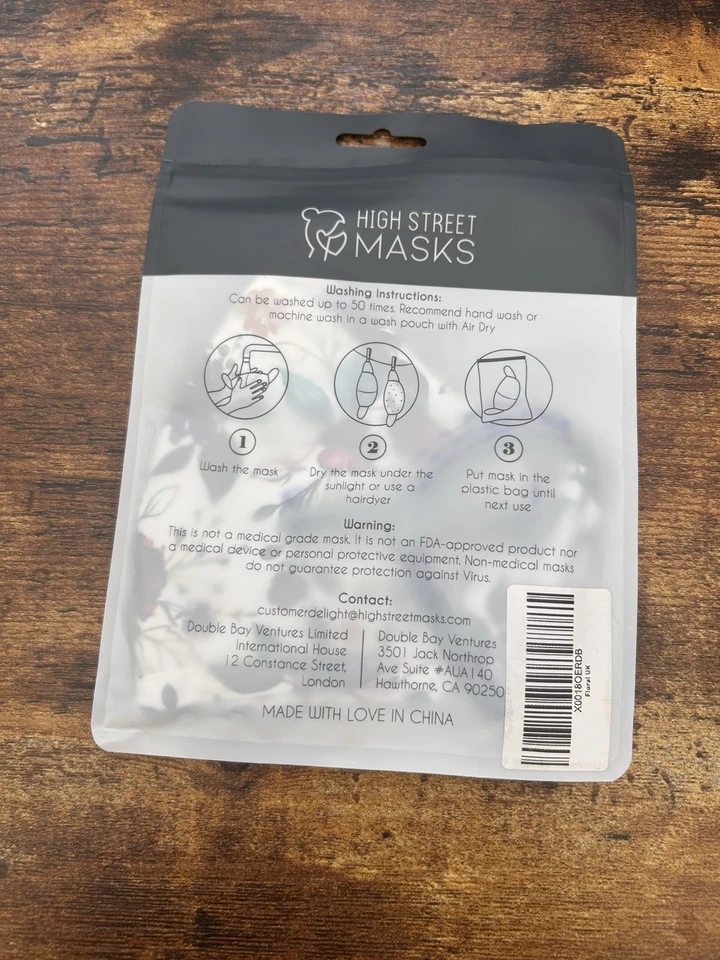 HIGH STREET
MASKS
Washing Instructions:
Can be washed up to 50 times. Recommend hand wash or
machine wash in a wash pouch with Air Dry
1
2
3
Wash the mask
Dry the mask under the
sunlight or use a
hairdyer
Put mask in the
plastic bag until
next use
Warning:
This is not a medical grade mask. It is not an FDA-approved product nor
a medical device or personal protective equipment. Non-medical masks
do not guarantee protection against Virus.
Contact:
customerdelight@highstreetmasks.com
Double Bay Ventures Limited
International House
12 Constance Street,
London
Double Bay Ventures
3501 Jack Northrop
Ave Suite #AUA140
Hawthorne, CA 90250
MADE WITH LOVE IN CHINA
X0018OERDB
Floral UK